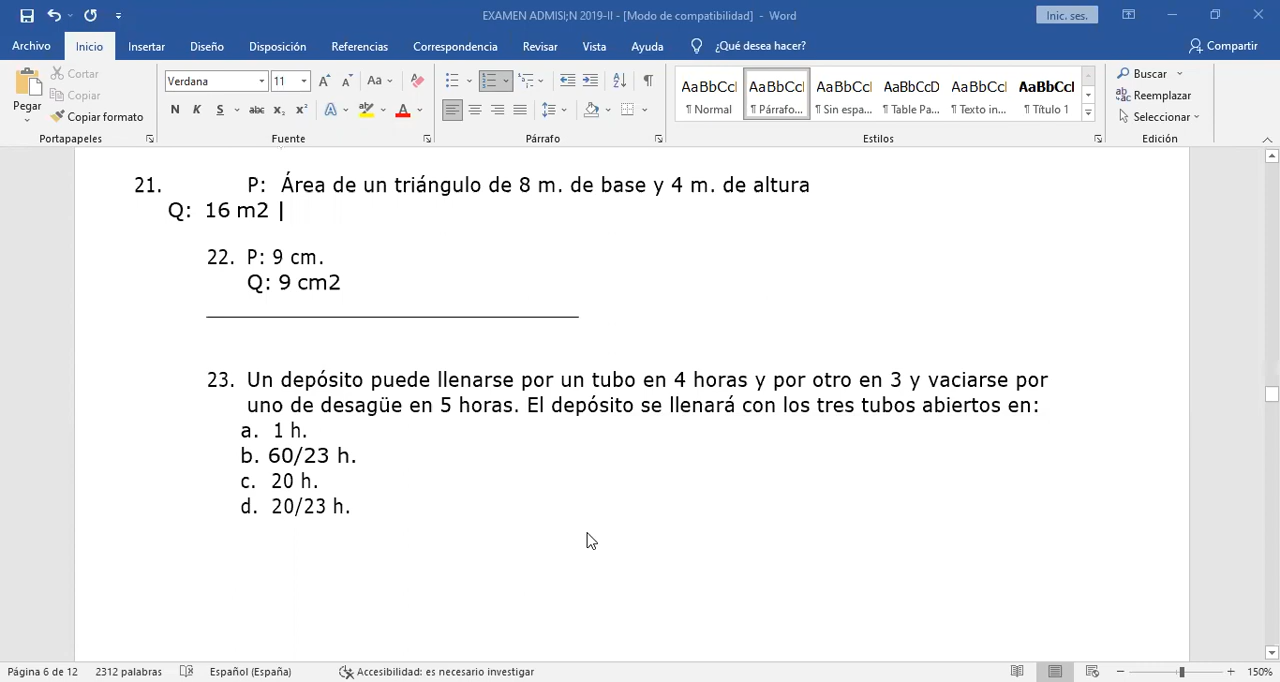 EXAMEN ADMISI;N 2019-II - [Modo de compatibilidad] - Word
Inic. ses.
Archivo Inicio Insertar Diseño Disposición Referencias Correspondencia Revisar Vista Ayuda ¿Qué desea hacer? Compartir
Pegar
Cortar
Copiar
Copiar formato
Portapapeles
Verdana 11
Aa
N K S abc x₂ x² A A
Fuente
Párrafo
AaBbCcI AaBbCcI AaBbCcI AaBbCcD AaBbCcI AaBbCcI
¶ Normal ¶ Párrafo... ¶ Sin espa... ¶ Table Pa... ¶ Texto in... ¶ Título 1
Estilos
Buscar
Reemplazar
Seleccionar
Edición
21. P: Área de un triángulo de 8 m. de base y 4 m. de altura
Q: 16 m2
22. P: 9 cm.
Q: 9 cm2
23. Un depósito puede llenarse por un tubo en 4 horas y por otro en 3 y vaciarse por
uno de desagüe en 5 horas. El depósito se llenará con los tres tubos abiertos en:
a. 1 h.
b. 60/23 h.
c. 20 h.
d. 20/23 h.
Página 6 de 12 2312 palabras Español (España) Accesibilidad: es necesario investigar 150%